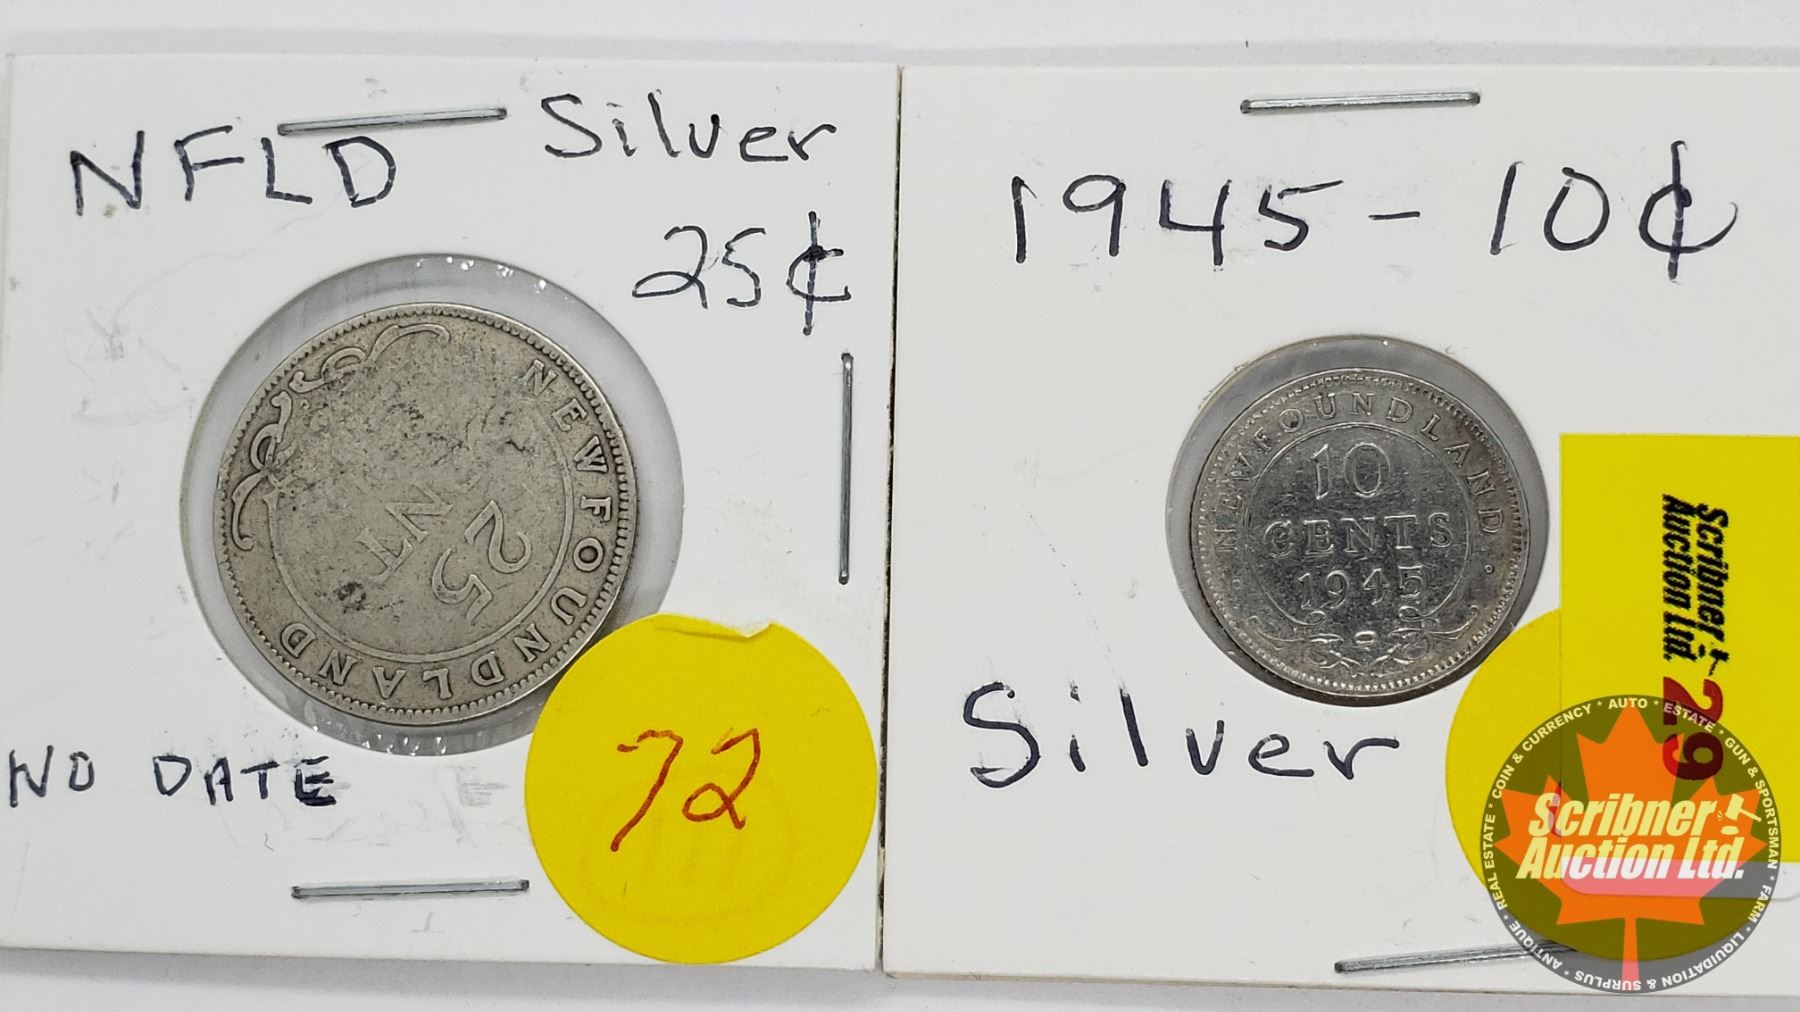 NFLD Silver
25¢
NEWFOUNDLAND
25
NO DATE
72
1945-10¢
NEWFOUNDLAND
10
CENTS
1945
Silver
Scribner
Auction Ltd.
29
REAL ESTATE * COIN & CURRENCY * AUTO * ESTATE * GUN & SPORTSMAN * FARM * LIQUIDATION & SURPLUS * ANTIQUE *
Scribner
Auction Ltd.